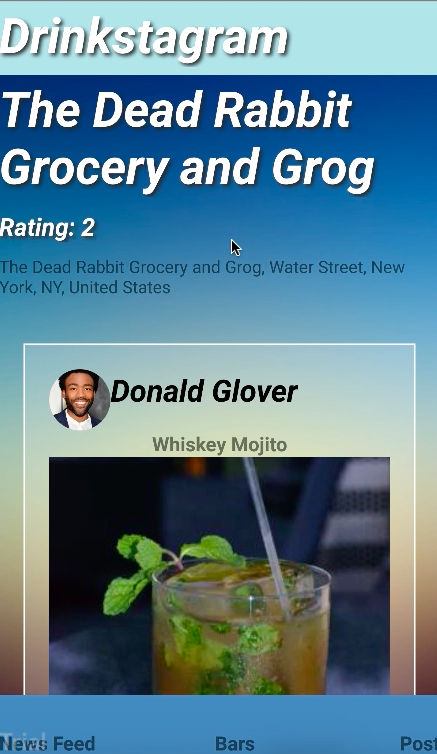 Drinkstagram
The Dead Rabbit
Grocery and Grog
Rating: 2
The Dead Rabbit Grocery and Grog, Water Street, New
York, NY, United States
Donald Glover
Whiskey Mojito
Trial
News Feed Bars Post